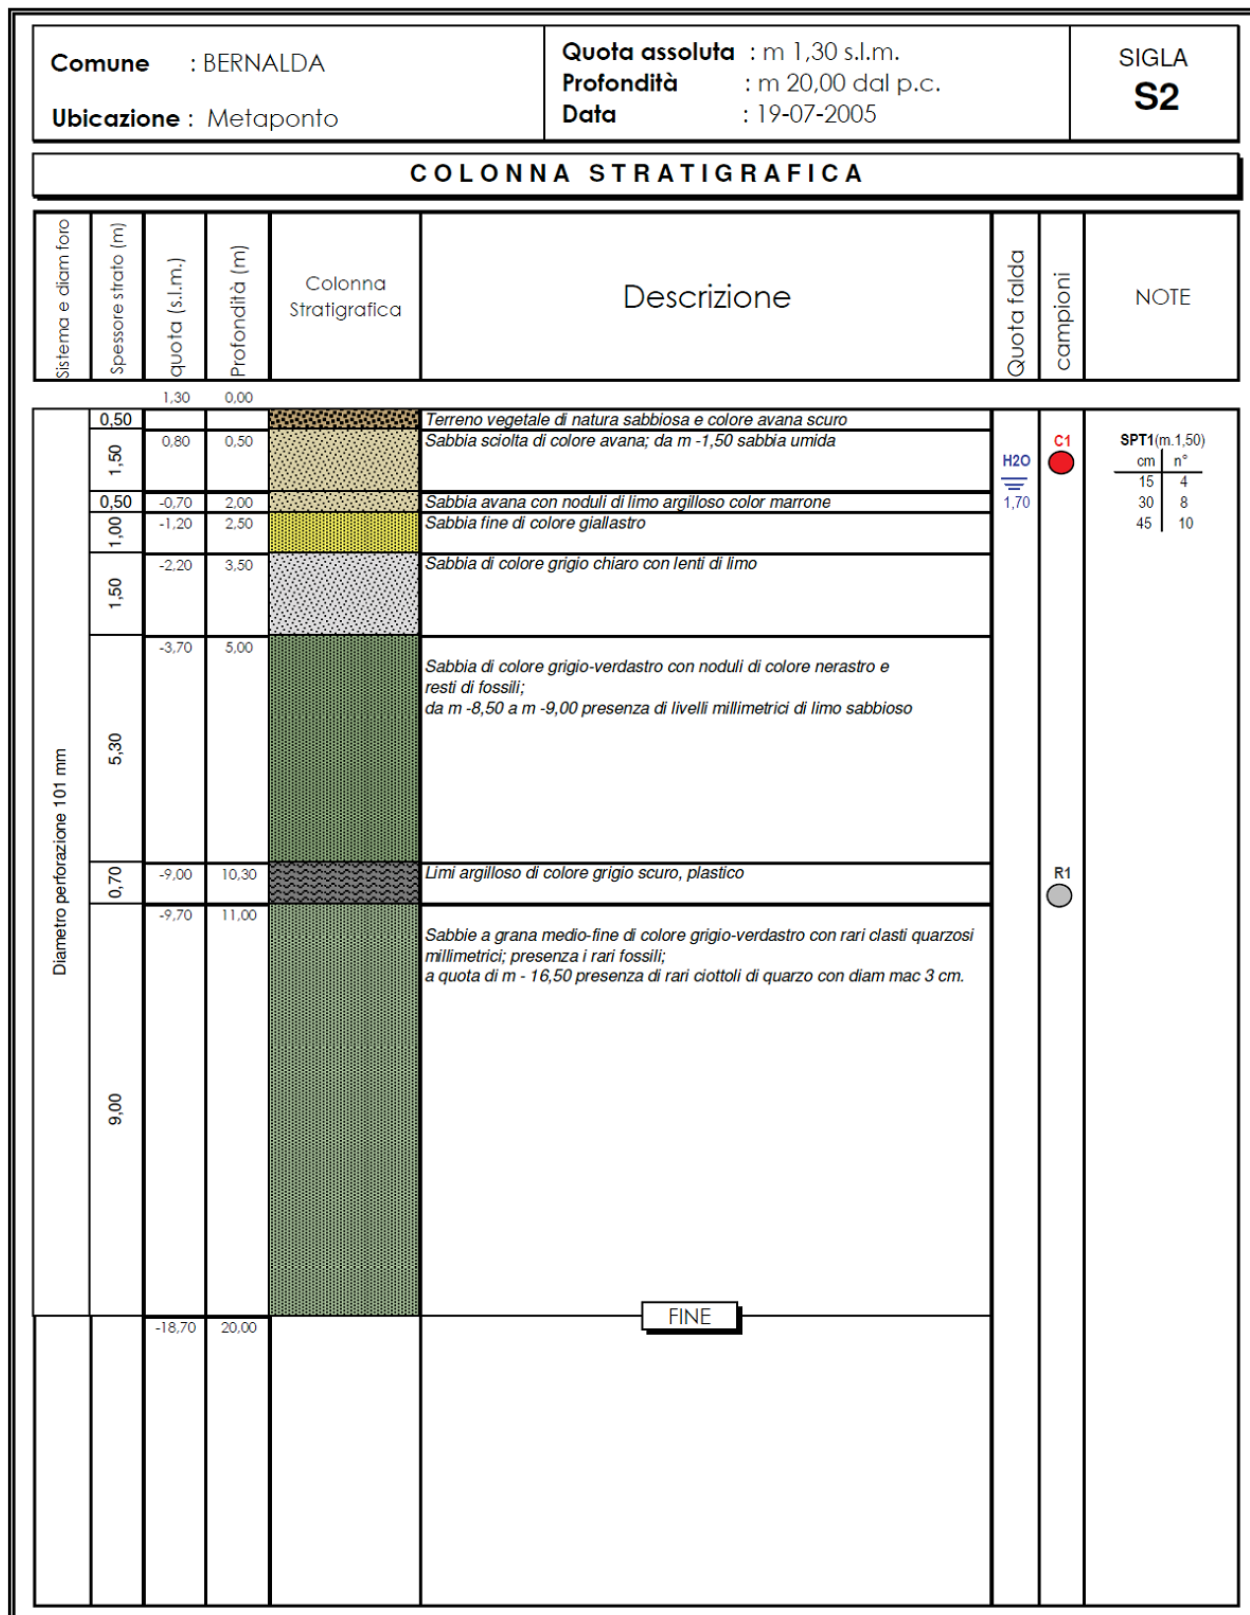 Comune : BERNALDA
Ubicazione : Metaponto
Quota assoluta : m 1,30 s.l.m.
Profondità : m 20,00 dal p.c.
Data : 19-07-2005
SIGLA
S2
COLONNA STRATIGRAFICA
Sistema e diam foro
Spessore strato (m)
quota (s.l.m.)
Profondità (m)
Colonna
Stratigrafica
Descrizione
Quota falda
campioni
NOTE
1,30 0,00
Diametro perforazione 101 mm
0,50 Terreno vegetale di natura sabbiosa e colore avana scuro
1,50 0,80 0,50 Sabbia sciolta di colore avana; da m -1,50 sabbia umida
0,50 -0,70 2,00 Sabbia avana con noduli di limo argilloso color marrone
1,00 -1,20 2,50 Sabbia fine di colore giallastro
1,50 -2,20 3,50 Sabbia di colore grigio chiaro con lenti di limo
5,30 -3,70 5,00
Sabbia di colore grigio-verdastro con noduli di colore nerastro e
resti di fossili;
da m -8,50 a m -9,00 presenza di livelli millimetrici di limo sabbioso
0,70 -9,00 10,30 Limi argilloso di colore grigio scuro, plastico
9,00 -9,70 11,00
Sabbie a grana medio-fine di colore grigio-verdastro con rari clasti quarzosi
millimetrici; presenza i rari fossili;
a quota di m - 16,50 presenza di rari ciottoli di quarzo con diam mac 3 cm.
FINE
-18,70 20,00
H2O
1,70
C1
R1
SPT1(m.1,50)
cm n°
15 4
30 8
45 10